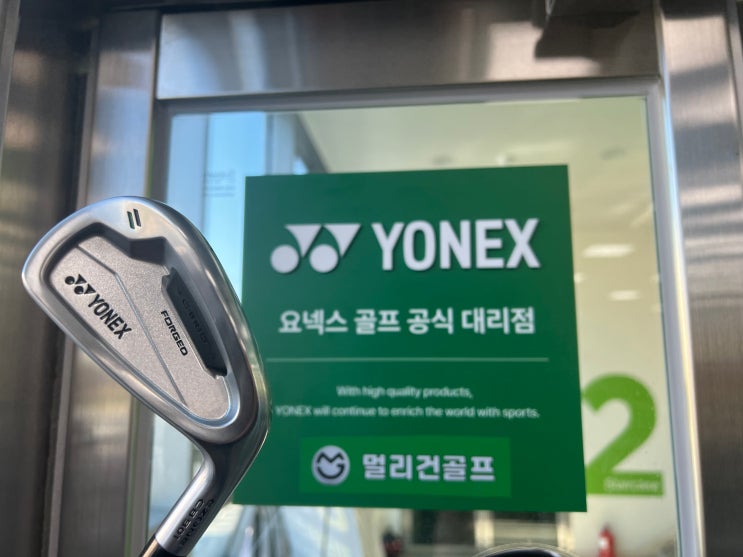 YONEX
요넥스 골프 공식 대리점
With high quality products,
YONEX will continue to enrich the world with sports.
멀리건골프
2
YONEX
FORGED